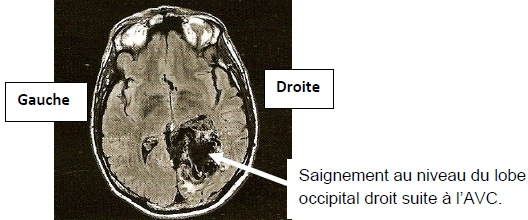 Gauche
Droite
Saignement au niveau du lobe
occipital droit suite à l'AVC.